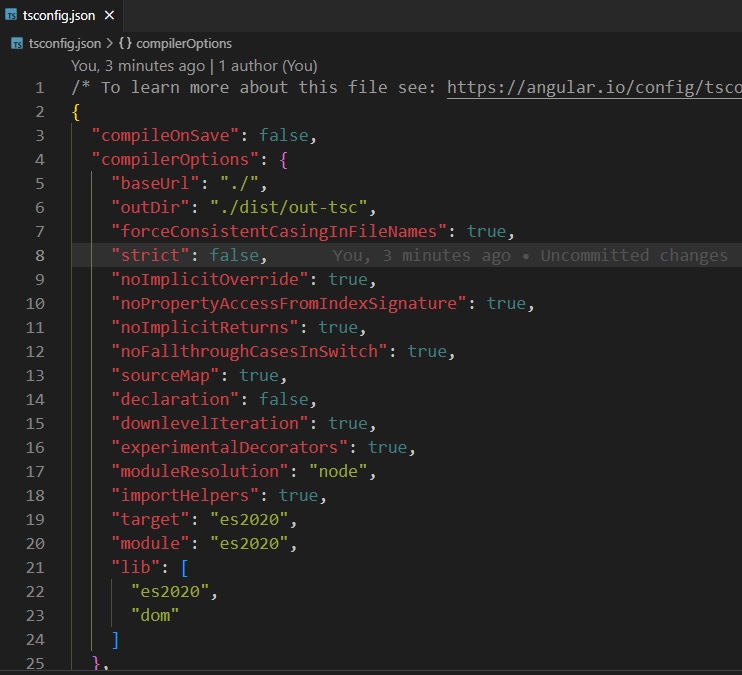 TS tsconfig.json ×
TS tsconfig.json > {} compilerOptions
You, 3 minutes ago | 1 author (You)
1 /* To learn more about this file see: https://angular.io/config/tsco
2 {
3 "compileOnSave": false,
4 "compilerOptions": {
5 "baseUrl": "./",
6 "outDir": "./dist/out-tsc",
7 "forceConsistentCasingInFileNames": true,
8 "strict": false, You, 3 minutes ago • Uncommitted changes
9 "noImplicitOverride": true,
10 "noPropertyAccessFromIndexSignature": true,
11 "noImplicitReturns": true,
12 "noFallthroughCasesInSwitch": true,
13 "sourceMap": true,
14 "declaration": false,
15 "downlevelIteration": true,
16 "experimentalDecorators": true,
17 "moduleResolution": "node",
18 "importHelpers": true,
19 "target": "es2020",
20 "module": "es2020",
21 "lib": [
22 "es2020",
23 "dom"
24 ]
25 },